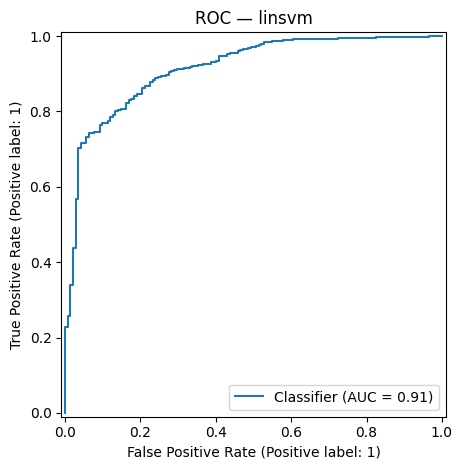 ROC — linsvm
True Positive Rate (Positive label: 1)
1.0
0.8
0.6
0.4
0.2
0.0
Classifier (AUC = 0.91)
0.0 0.2 0.4 0.6 0.8 1.0
False Positive Rate (Positive label: 1)